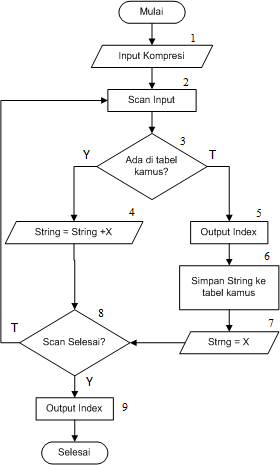 Mulai
1
Input Kompresi
2
Scan Input
3
Ada di tabel
kamus?
Y
T
4
String = String +X
5
Output Index
6
Simpan String ke
tabel kamus
7
Strng = X
8
Scan Selesai?
T
Y
Output Index
9
Selesai